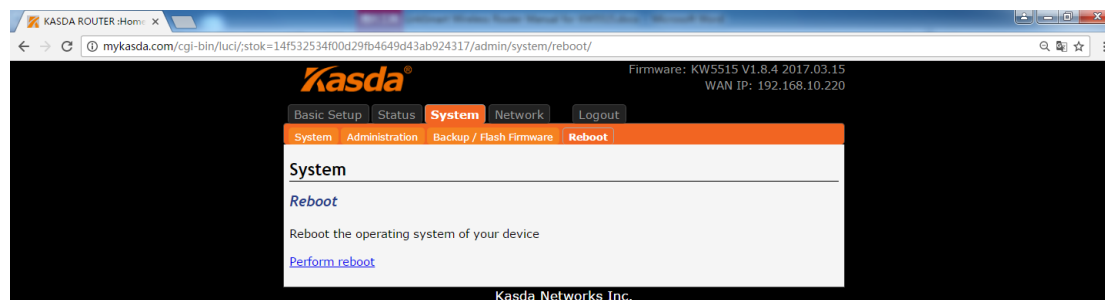 KASDA ROUTER :Home
mykasda.com/cgi-bin/luci/;stok=14f532534f00d29fb4649d43ab924317/admin/system/reboot/
Kasda®
Firmware: KW5515 V1.8.4 2017.03.15
WAN IP: 192.168.10.220
Basic Setup Status System Network Logout
System Administration Backup / Flash Firmware Reboot
System
Reboot
Reboot the operating system of your device
Perform reboot
Kasda Networks Inc.